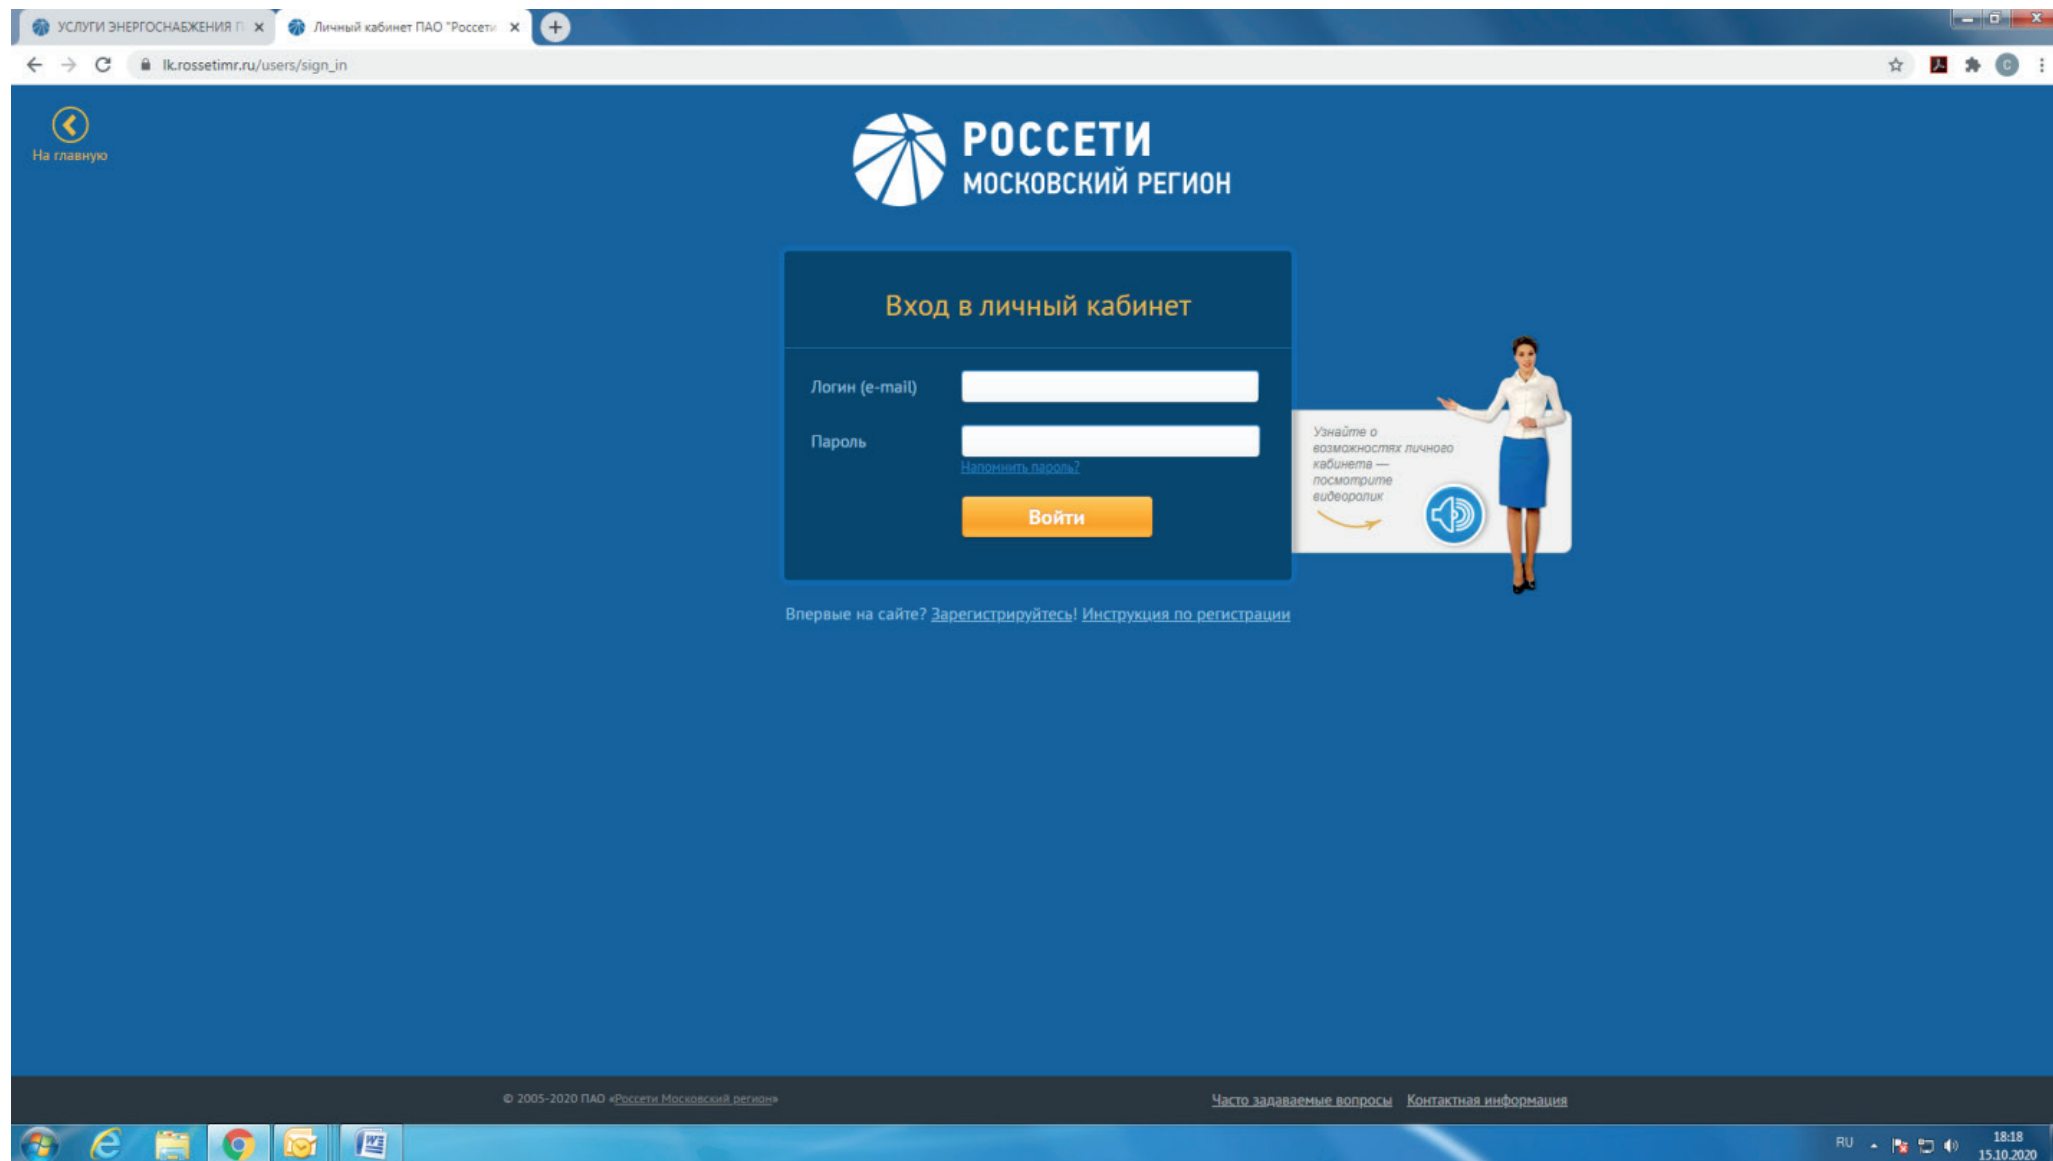 УСЛУГИ ЭНЕРГОСНАБЖЕНИЯ П
Личный кабинет ПАО "Россети
lk.rossetimr.ru/users/sign_in
C
На главную
РОССЕТИ
МОСКОВСКИЙ РЕГИОН
Вход в личный кабинет
Логин (e-mail)
Пароль
Напомнить пароль?
Войти
Узнайте о
возможностях личного
кабинета —
посмотрите
видеоролик
Впервые на сайте? Зарегистрируйтесь! Инструкция по регистрации
© 2005-2020 ПАО «Россети Московский регион»
Часто задаваемые вопросы Контактная информация
RU
18:18
15.10.2020